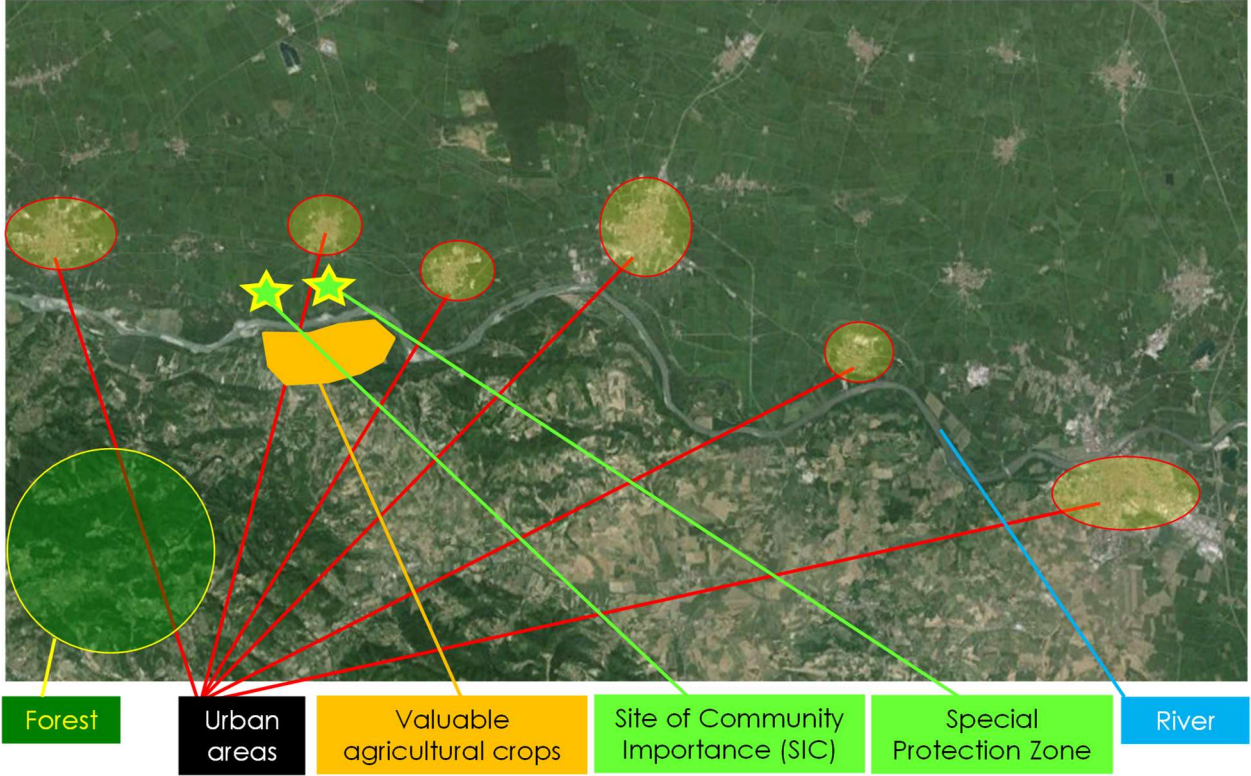 Forest
Urban
areas
Valuable
agricultural crops
Site of Community
Importance (SIC)
Special
Protection Zone
River